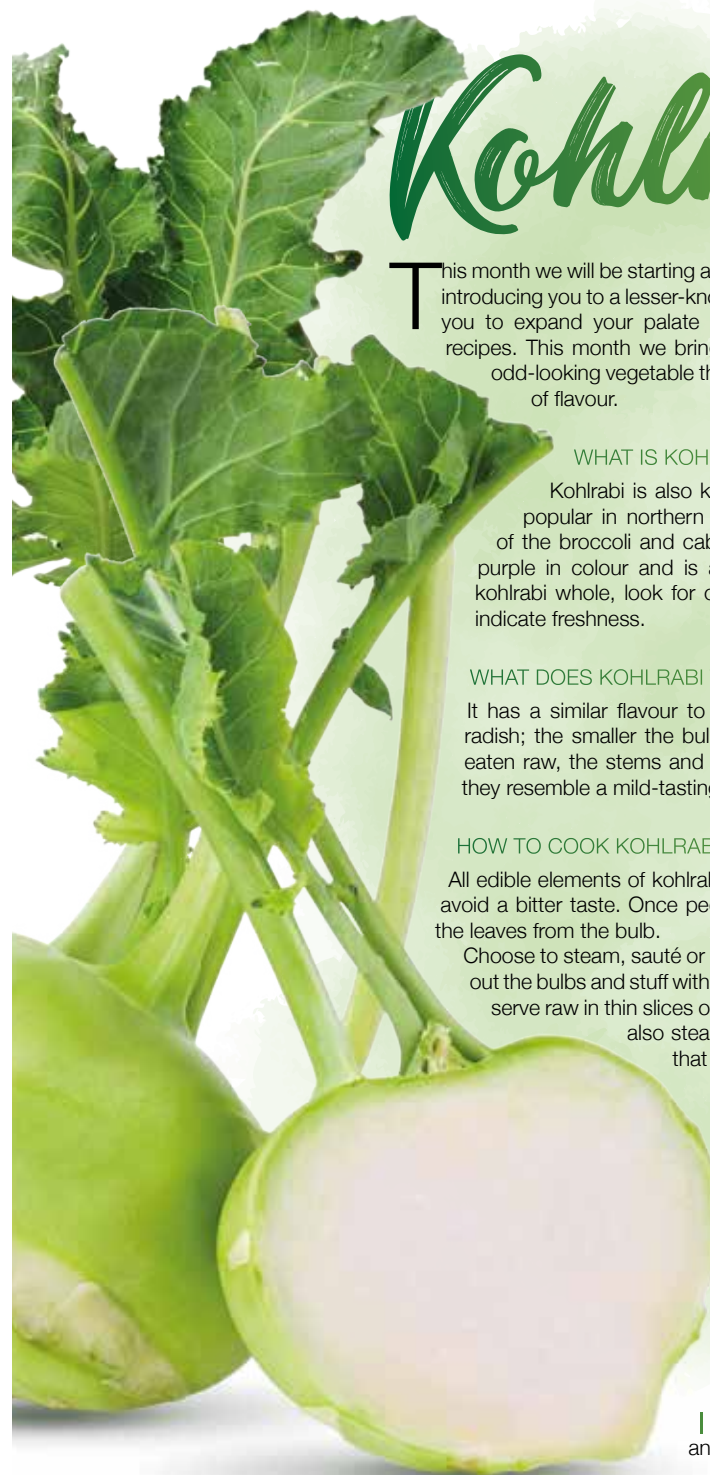 Kohl
This month we will be starting a
introducing you to a lesser-kno
you to expand your palate
recipes. This month we bring
odd-looking vegetable th
of flavour.
WHAT IS KOH
Kohlrabi is also k
popular in northern
of the broccoli and cab
purple in colour and is a
kohlrabi whole, look for o
indicate freshness.
WHAT DOES KOHLRABI
It has a similar flavour to
radish; the smaller the bul
eaten raw, the stems and
they resemble a mild-tasting
HOW TO COOK KOHLRAB
All edible elements of kohlrab
avoid a bitter taste. Once pee
the leaves from the bulb.
Choose to steam, sauté or
out the bulbs and stuff with
serve raw in thin slices o
also stea
that
an